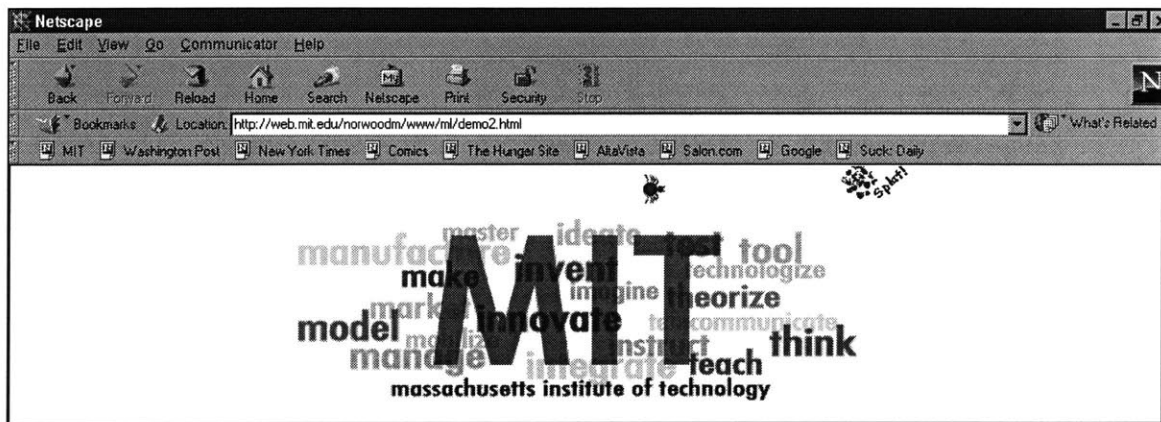 Netscape
File Edit View Go Communicator Help
Back Forward Reload Home Search Netscape Print Security Stop
N
Bookmarks Location: http://web.mit.edu/norwoodm/www/ml/demo2.html What's Related
MIT Washington Post New York Times Comics The Hunger Site AltaVista Salon.com Google Suck: Daily
Splat!
master ideate test tool
manufacture
MIT
make invent technologize
imagine theorize
market
model innovate telecommunicate
mobilize instruct think
manage integrate teach
massachusetts institute of technology